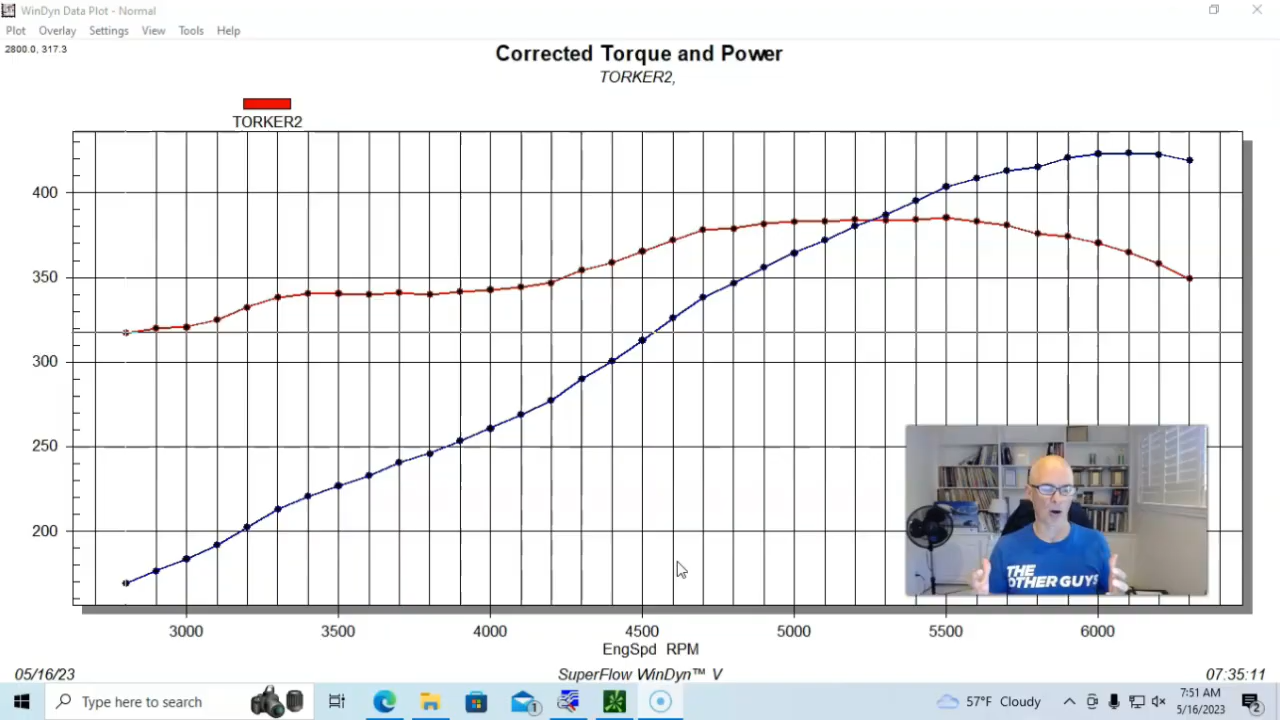 WinDyn Data Plot - Normal
Plot Overlay Settings View Tools Help
2800.0, 317.3
Corrected Torque and Power
TORKER2,
TORKER2
400
350
300
250
200
THE
OTHER GUYS
3000 3500 4000 4500 5000 5500 6000
EngSpd RPM
05/16/23 SuperFlow WinDyn™ V 07:35:11
Type here to search 1 57°F Cloudy 7:51 AM
5/16/2023 2